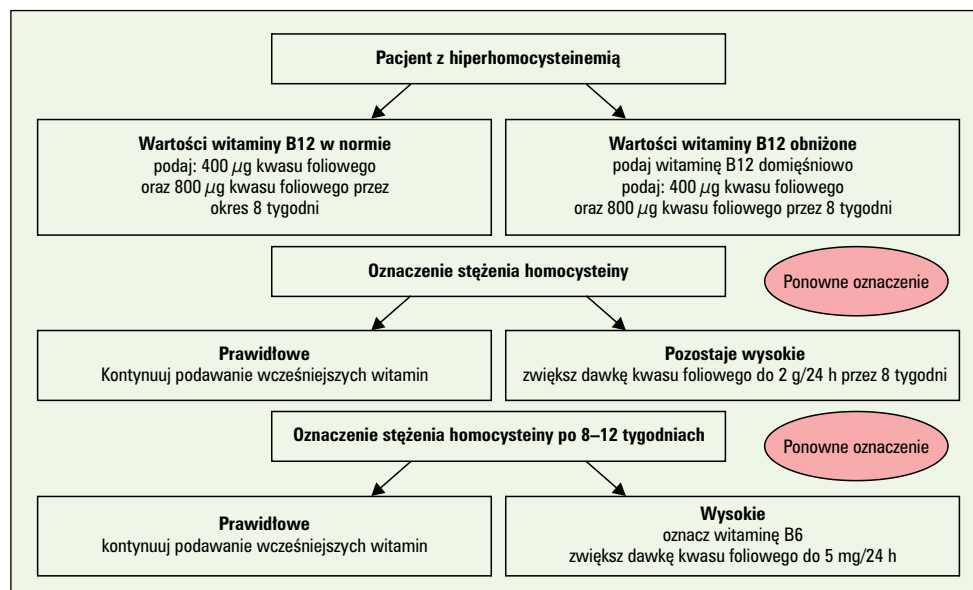 Pacjent z hiperhomocysteinemią
Wartości witaminy B12 w normie
podaj: 400 µg kwasu foliowego
oraz 800 µg kwasu foliowego przez
okres 8 tygodni
Wartości witaminy B12 obniżone
podaj witaminę B12 domięśniowo
podaj: 400 µg kwasu foliowego
oraz 800 µg kwasu foliowego przez 8 tygodni
Oznaczenie stężenia homocysteiny
Ponowne oznaczenie
Prawidłowe
Kontynuuj podawanie wcześniejszych witamin
Pozostaje wysokie
zwiększ dawkę kwasu foliowego do 2 g/24 h przez 8 tygodni
Oznaczenie stężenia homocysteiny po 8–12 tygodniach
Ponowne oznaczenie
Prawidłowe
kontynuuj podawanie wcześniejszych witamin
Wysokie
oznacz witaminę B6
zwiększ dawkę kwasu foliowego do 5 mg/24 h